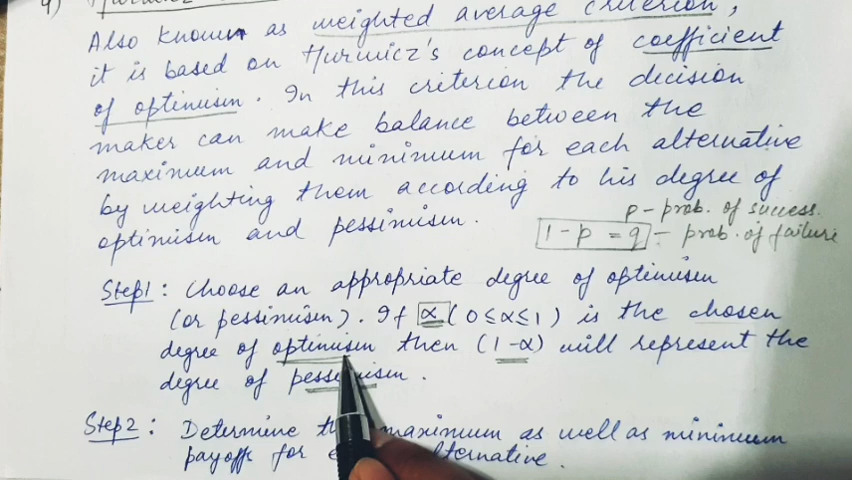 4) Hurwicz
Also known as weighted average criterion,
it is based on Hurwicz's concept of coefficient
of optimism. In this criterion the decision
maker can make balance between the
maximum and minimum for each alternative
by weighting them according to his degree of
optimism and pessimism.
p - prob. of success.
1 - p = q - prob. of failure
Step1 : Choose an appropriate degree of optimism
(or pessimism). If α (0≤α≤1) is the chosen
degree of optimism then (1-α) will represent the
degree of pessimism.
Step2 : Determine maximum as well as minimum
payoff for alternative.